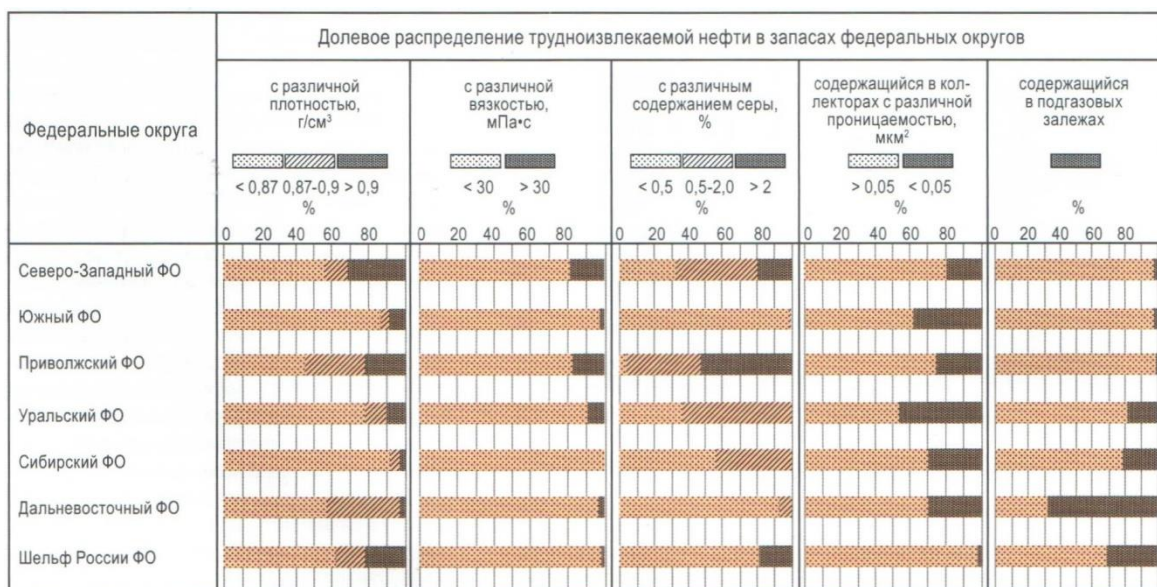 Федеральные округа
Долевое распределение трудноизвлекаемой нефти в запасах федеральных округов
с различной
плотностью,
г/см³
< 0,87 0,87-0,9 > 0,9
%
0 20 40 60 80
с различной
вязкостью,
мПа•с
< 30 > 30
%
0 20 40 60 80
с различным
содержанием серы,
%
< 0,5 0,5-2,0 > 2
%
0 20 40 60 80
содержащийся в кол-
лекторах с различной
проницаемостью,
мкм²
> 0,05 < 0,05
%
0 20 40 60 80
содержащийся
в подгазовых
залежах
%
0 20 40 60 80
Северо-Западный ФО
Южный ФО
Приволжский ФО
Уральский ФО
Сибирский ФО
Дальневосточный ФО
Шельф России ФО